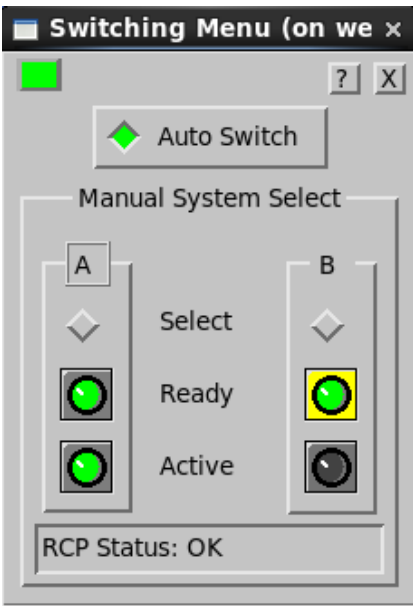 Switching Menu (on we ×
? X
Auto Switch
Manual System Select
A B
Select
Ready
Active
RCP Status: OK